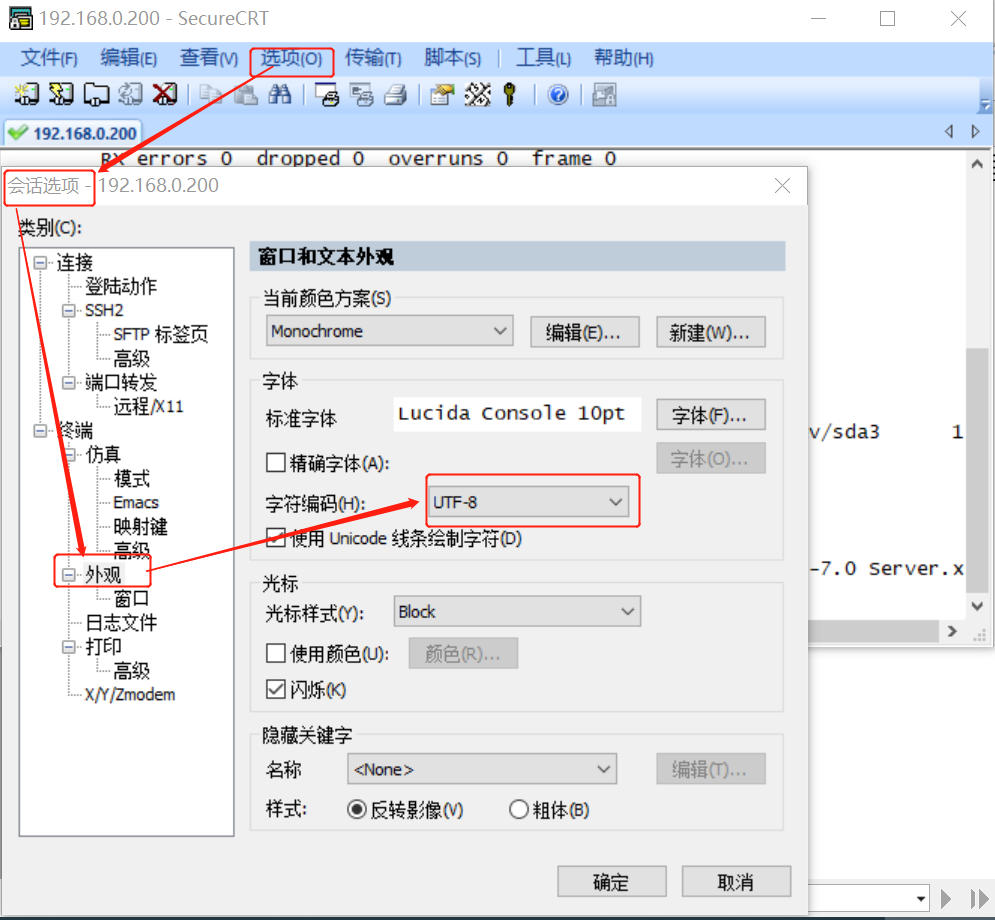 192.168.0.200 - SecureCRT
文件(F) 编辑(E) 查看(V) 选项(O) 传输(T) 脚本(S) 工具(L) 帮助(H)
192.168.0.200
RX errors 0 dropped 0 overruns 0 frame 0
会话选项 - 192.168.0.200
类别(C):
连接
登陆动作
SSH2
SFTP 标签页
高级
端口转发
远程/X11
终端
仿真
模式
Emacs
映射键
高级
外观
窗口
日志文件
打印
高级
X/Y/Zmodem
窗口和文本外观
当前颜色方案(S)
Monochrome 编辑(E)... 新建(W)...
字体
标准字体 Lucida Console 10pt 字体(F)...
精确字体(A): 字体(O)...
字符编码(H): UTF-8
使用 Unicode 线条绘制字符(D)
光标
光标样式(Y): Block
使用颜色(U): 颜色(R)...
闪烁(K)
隐藏关键字
名称 <None> 编辑(T)...
样式: 反转影像(V) 粗体(B)
确定 取消
v/sda3 1
-7.0 Server.x